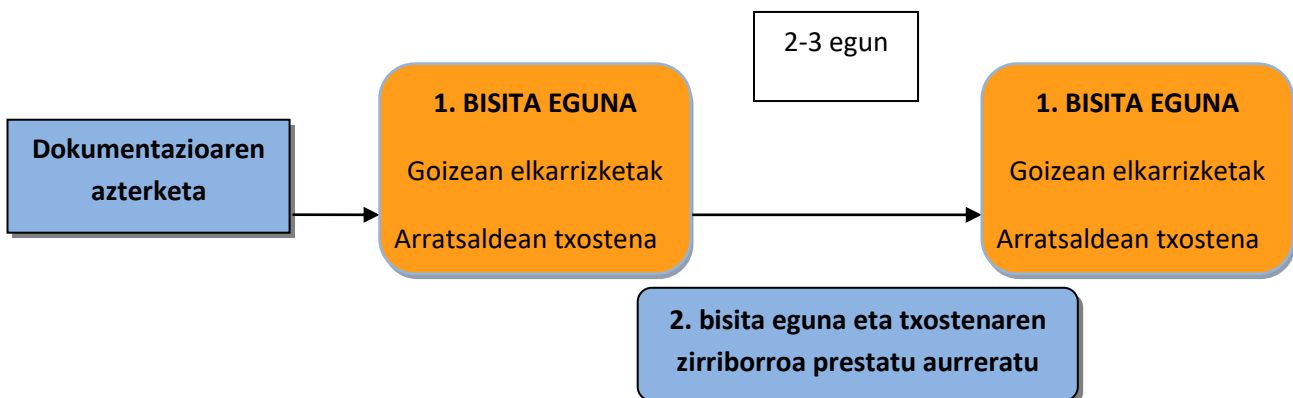 2-3 egun
Dokumentazioaren
azterketa
1. BISITA EGUNA
Goizean elkarrizketak
Arratsaldean txostena
1. BISITA EGUNA
Goizean elkarrizketak
Arratsaldean txostena
2. bisita eguna eta txostenaren
zirriborroa prestatu aurreratu